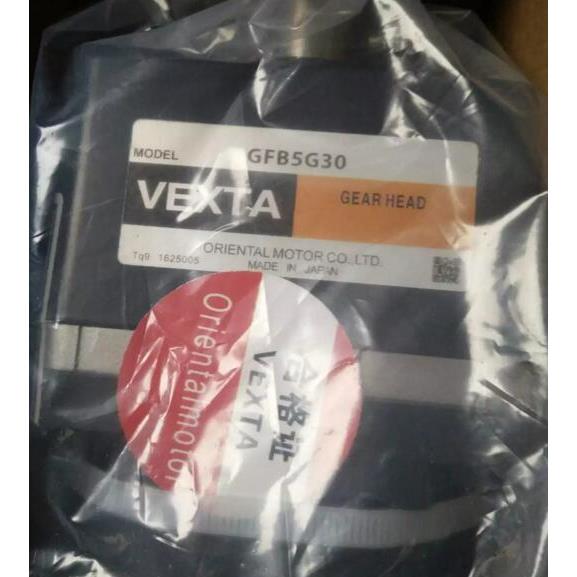 MODEL GFB5G30
VEXTA GEAR HEAD
ORIENTAL MOTOR CO.,LTD.
Tq9 1625005 MADE IN JAPAN
Orientalmotor
VEXTA
合格证